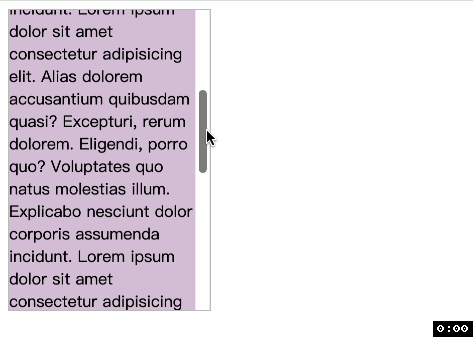 incidunt. Lorem ipsum
dolor sit amet
consectetur adipisicing
elit. Alias dolorem
accusantium quibusdam
quasi? Excepturi, rerum
dolorem. Eligendi, porro
quo? Voluptates quo
natus molestias illum.
Explicabo nesciunt dolor
corporis assumenda
incidunt. Lorem ipsum
dolor sit amet
consectetur adipisicing
0:00